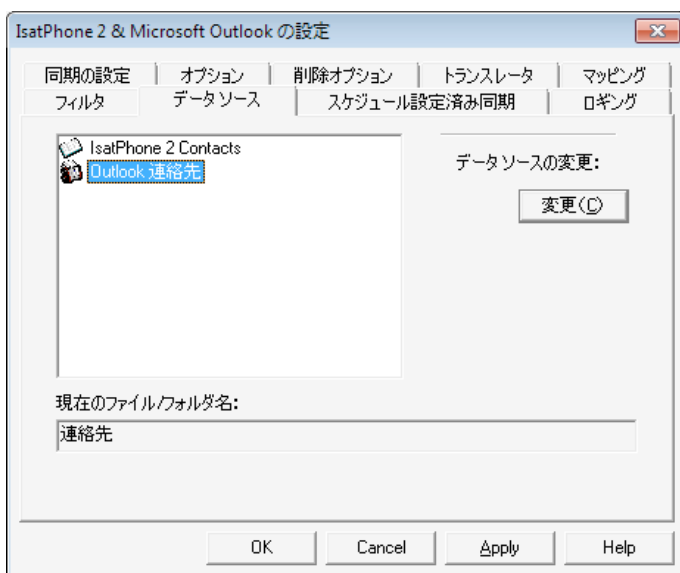 IsatPhone 2 & Microsoft Outlook の設定
同期の設定 オプション 削除オプション トランスレータ マッピング
フィルタ データ ソース スケジュール設定済み同期 ロギング
IsatPhone 2 Contacts
Outlook 連絡先
データ ソースの変更:
変更(C)
現在のファイル/フォルダ名:
連絡先
OK Cancel Apply Help